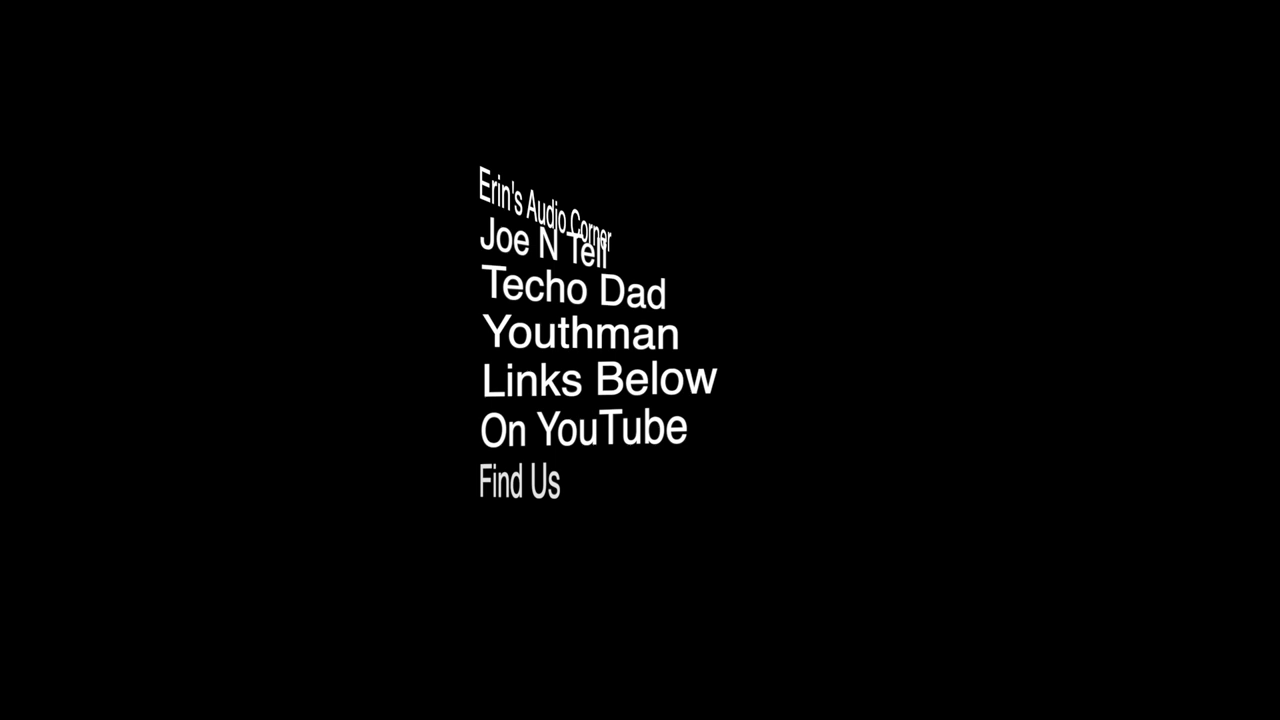 Erin's Audio Corner
Joe N Tell
Techo Dad
Youthman
Links Below
On YouTube
Find Us